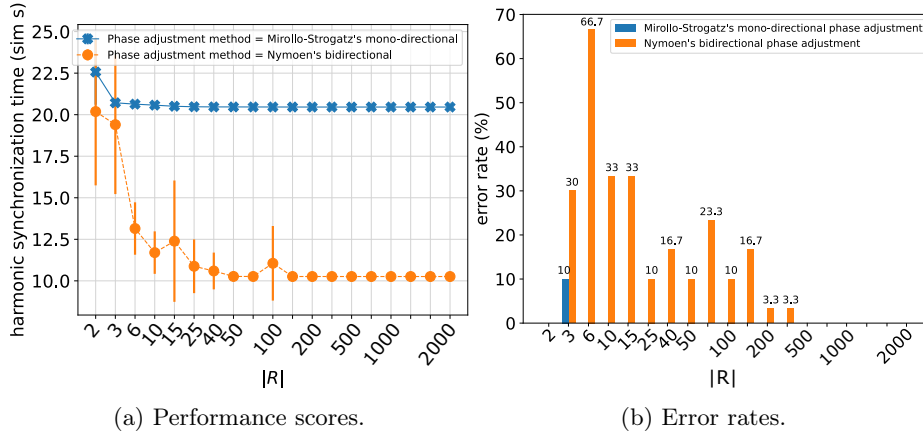 harmonic synchronization time (sim s)
25.0
22.5
20.0
17.5
15.0
12.5
10.0
Phase adjustment method = Mirollo-Strogatz's mono-directional
Phase adjustment method = Nymoen's bidirectional
2 3 6 10 15 25 40 50 100 200 500 1000 2000
|R|
(a) Performance scores.
error rate (%)
70
60
50
40
30
20
10
0
Mirollo-Strogatz's mono-directional phase adjustment
Nymoen's bidirectional phase adjustment
10 30 66.7 33 33 10 16.7 10 23.3 10 16.7 3.3 3.3
2 3 6 10 15 25 40 50 100 200 500 1000 2000
|R|
(b) Error rates.